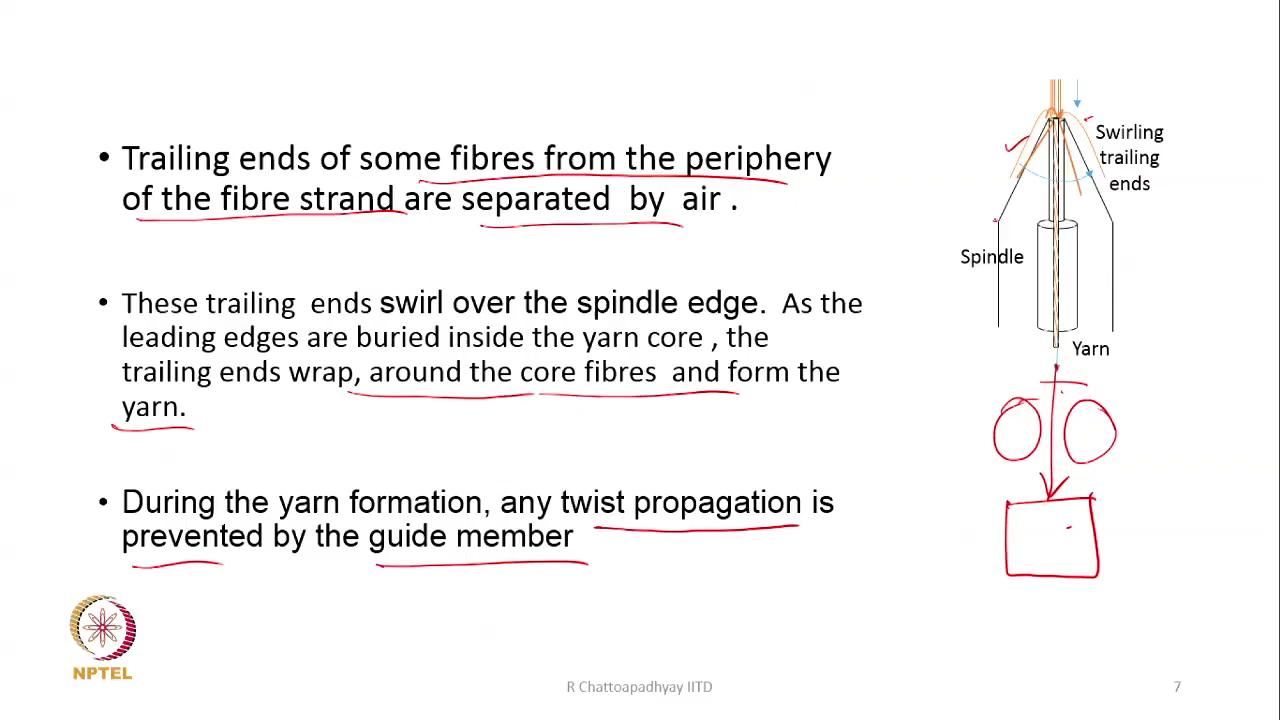 • Trailing ends of some fibres from the periphery
of the fibre strand are separated by air .
• These trailing ends swirl over the spindle edge. As the
leading edges are buried inside the yarn core , the
trailing ends wrap, around the core fibres and form the
yarn.
• During the yarn formation, any twist propagation is
prevented by the guide member
Swirling
trailing
ends
Spindle
Yarn
NPTEL
R Chattoapadhyay IITD
7